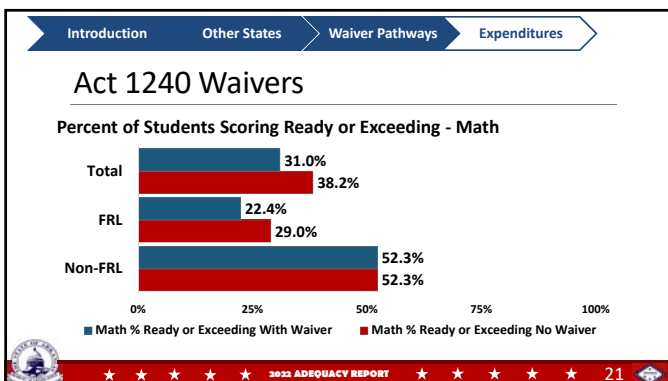 Introduction Other States Waiver Pathways Expenditures
Act 1240 Waivers
Percent of Students Scoring Ready or Exceeding - Math
Total 31.0%
38.2%
FRL 22.4%
29.0%
Non-FRL 52.3%
52.3%
0% 25% 50% 75% 100%
Math % Ready or Exceeding With Waiver Math % Ready or Exceeding No Waiver
2022 ADEQUACY REPORT 21